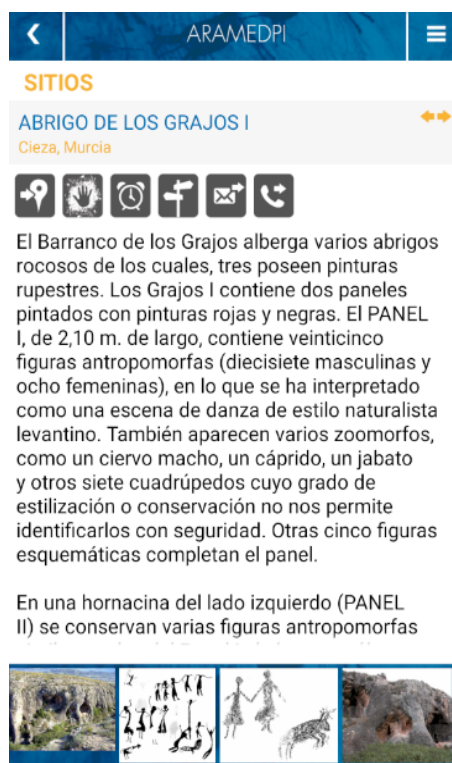 ARAMEDPI
SITIOS
ABRIGO DE LOS GRAJOS I
Cieza, Murcia
El Barranco de los Grajos alberga varios abrigos
rocosos de los cuales, tres poseen pinturas
rupestres. Los Grajos I contiene dos paneles
pintados con pinturas rojas y negras. El PANEL
I, de 2,10 m. de largo, contiene veinticinco
figuras antropomorfas (diecisiete masculinas y
ocho femeninas), en lo que se ha interpretado
como una escena de danza de estilo naturalista
levantino. También aparecen varios zoomorfos,
como un ciervo macho, un cáprido, un jabato
y otros siete cuadrúpedos cuyo grado de
estilización o conservación no nos permite
identificarlos con seguridad. Otras cinco figuras
esquemáticas completan el panel.
En una hornacina del lado izquierdo (PANEL
II) se conservan varias figuras antropomorfas